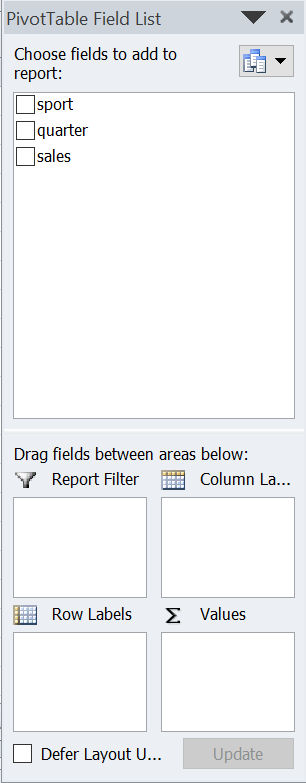 PivotTable Field List
Choose fields to add to
report:
sport
quarter
sales
Drag fields between areas below:
Report Filter
Column La...
Row Labels
Σ Values
Defer Layout U...
Update